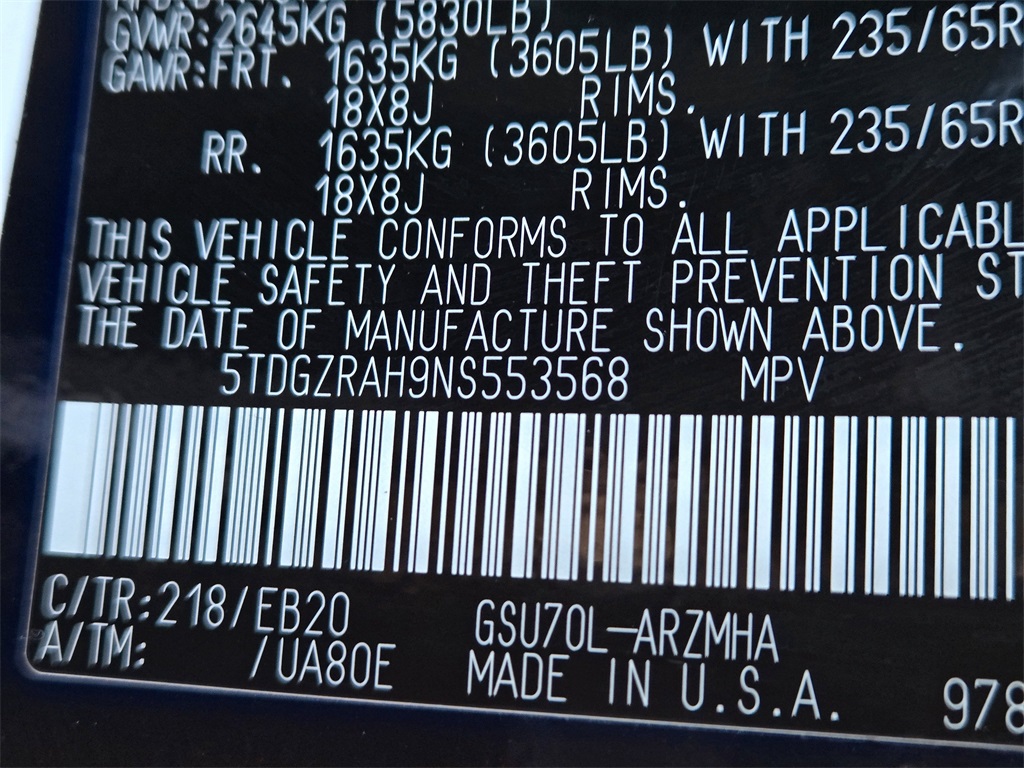 GVWR:2645KG (5830LB)
GAWR:FRT. 1635KG (3605LB) WITH 235/65R
18X8J RIMS.
RR. 1635KG (3605LB) WITH 235/65R
18X8J RIMS.
THIS VEHICLE CONFORMS TO ALL APPLICABL
VEHICLE SAFETY AND THEFT PREVENTION ST
THE DATE OF MANUFACTURE SHOWN ABOVE.
5TDGZRAH9NS553568 MPV
C/TR:218/EB20 GSU70L-ARZMHA
A/TM: /UA80E MADE IN U.S.A. 978